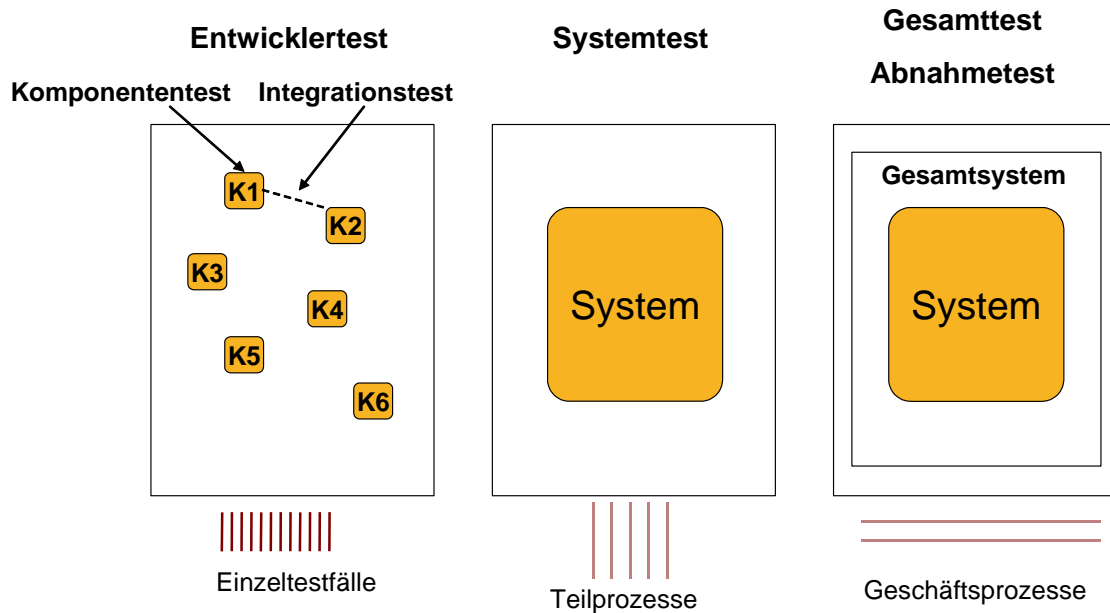 Entwicklertest
Systemtest
Gesamttest
Abnahmetest
Komponententest
Integrationstest
K1
K2
K3
K4
K5
K6
System
Gesamtsystem
System
Einzeltestfälle
Teilprozesse
Geschäftsprozesse